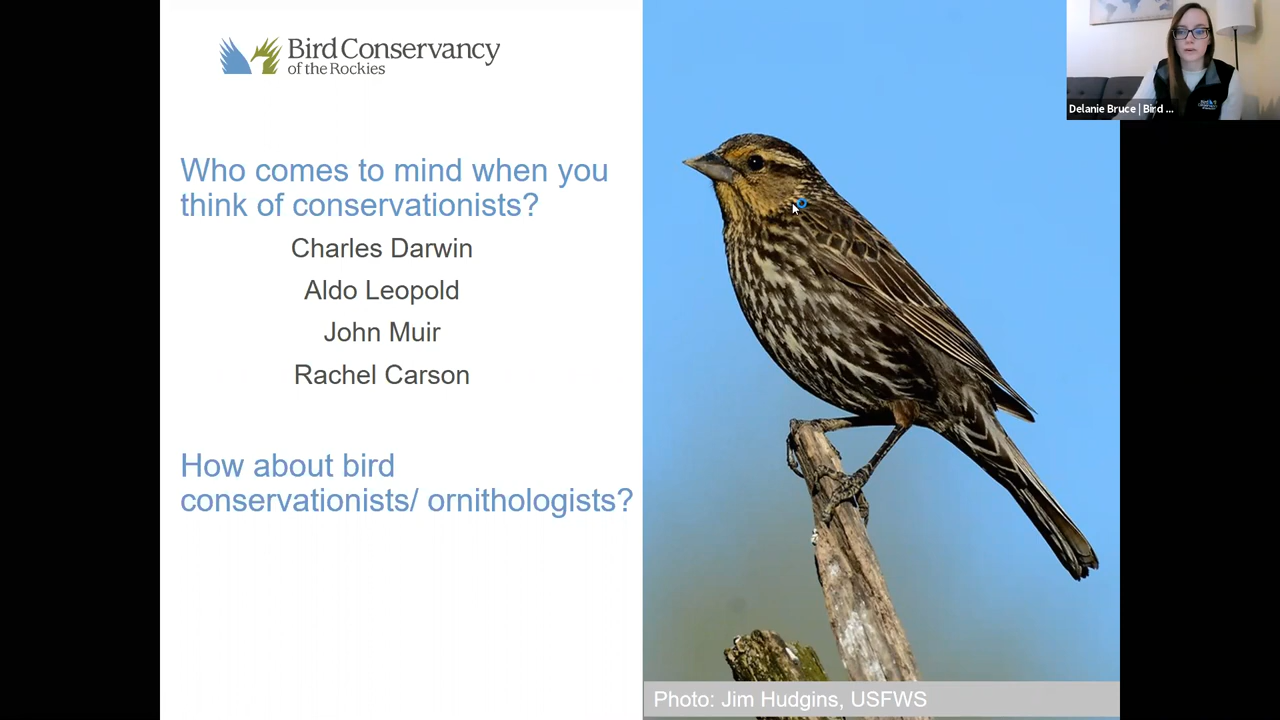 Bird Conservancy
of the Rockies
Who comes to mind when you
think of conservationists?
Charles Darwin
Aldo Leopold
John Muir
Rachel Carson
How about bird
conservationists/ ornithologists?
Photo: Jim Hudgins, USFWS
Delanie Bruce | Bird ...